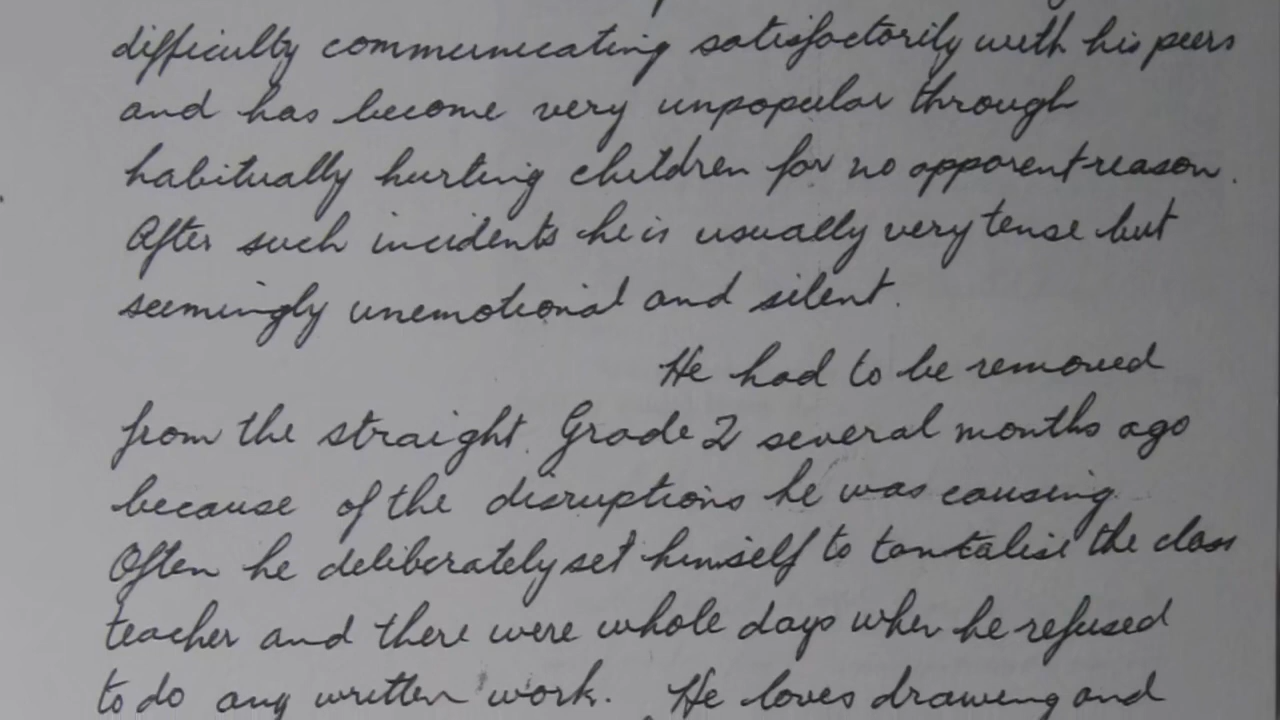 difficulty communicating satisfactorily with his peers
and has become very unpopular through
habitually hurting children for no apparent reason.
After such incidents he is usually very tense but
seemingly unemotional and silent.
He had to be removed
from the straight Grade 2 several months ago
because of the disruptions he was causing.
Often he deliberately set himself to tantalise the class
teacher and there were whole days when he refused
to do any written work. He loves drawing and